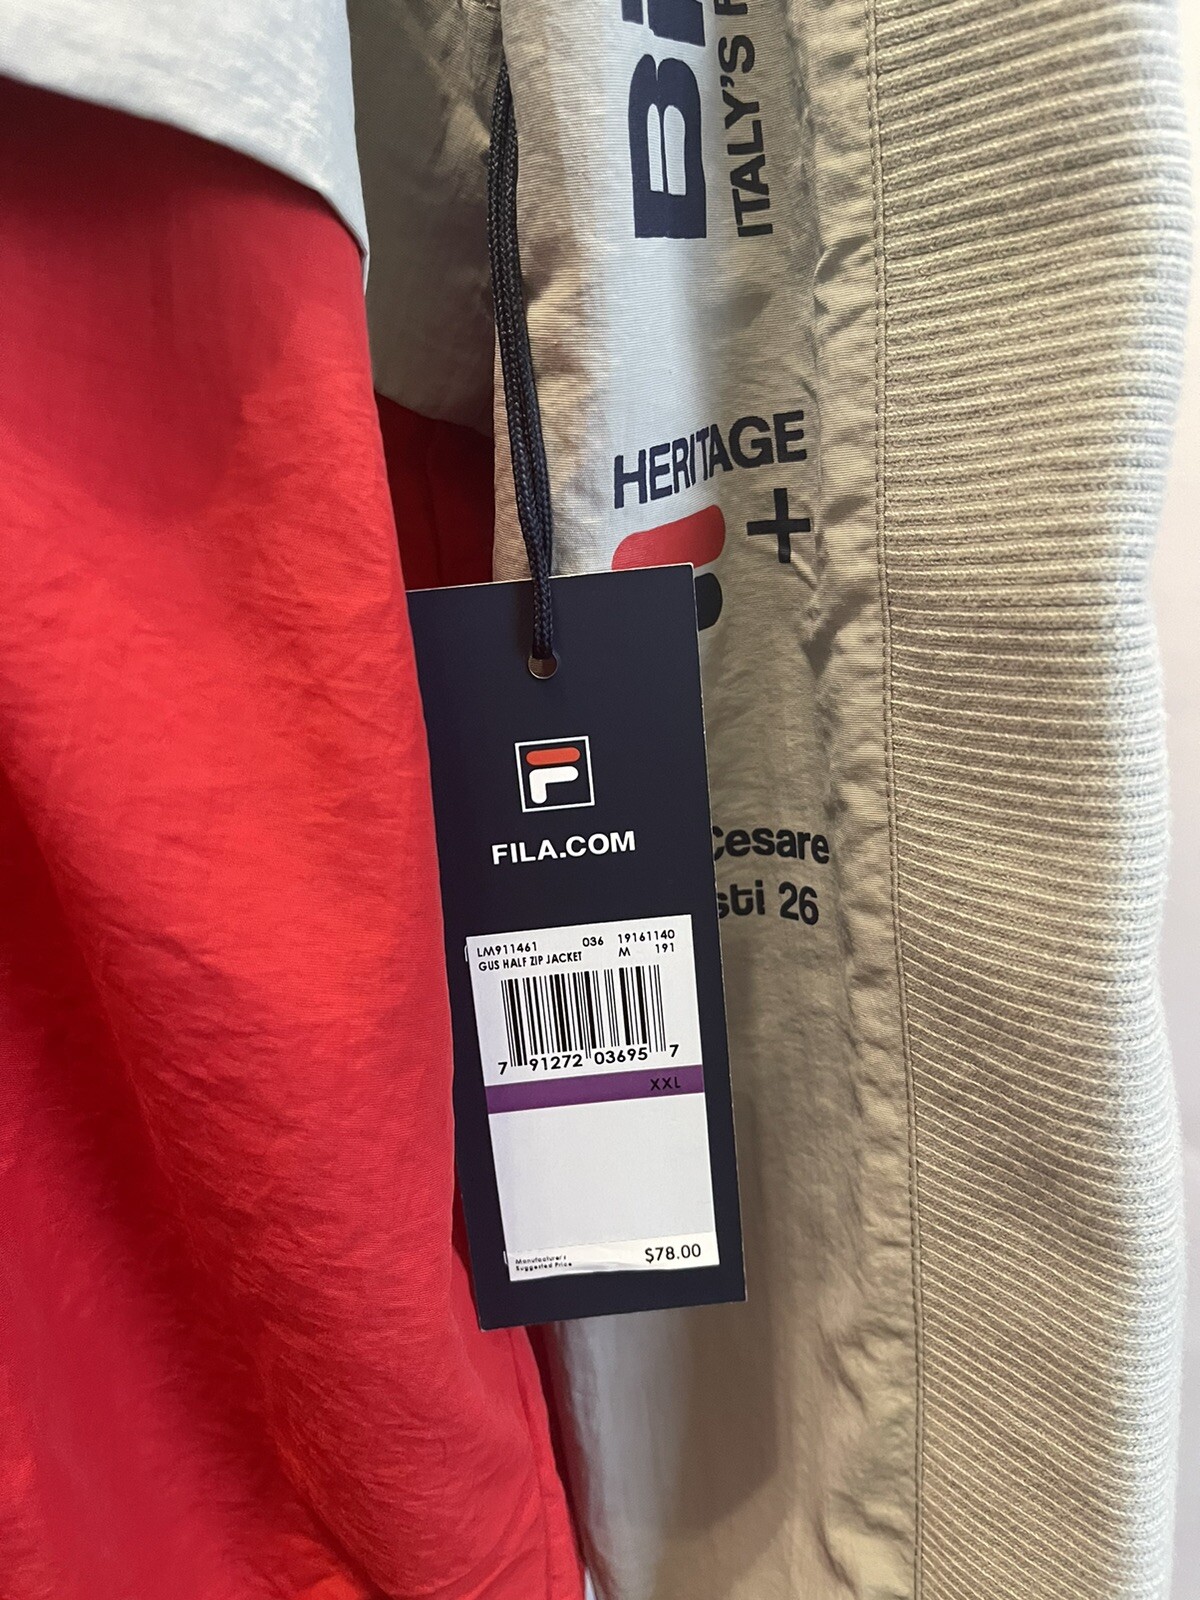 ITALY'S
HERITAGE
+
Cesare
sti 26
FILA.COM
LM911461 036 19161140
GUS HALF ZIP JACKET M 191
7 91272 03695 7
XXL
Manufacturer's
Suggested Price
$78.00